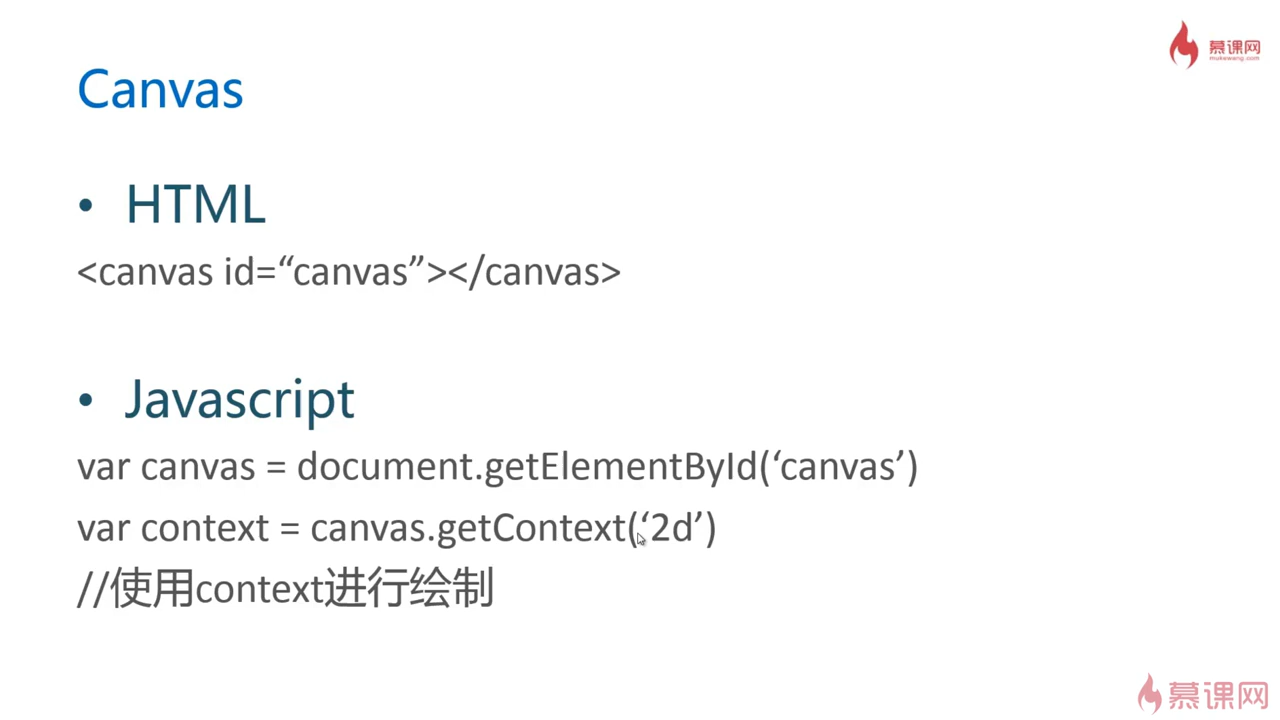 慕课网
mukewang.com
Canvas
• HTML
<canvas id=“canvas”></canvas>
• Javascript
var canvas = document.getElementById(‘canvas’)
var context = canvas.getContext(‘2d’)
//使用context进行绘制
慕课网